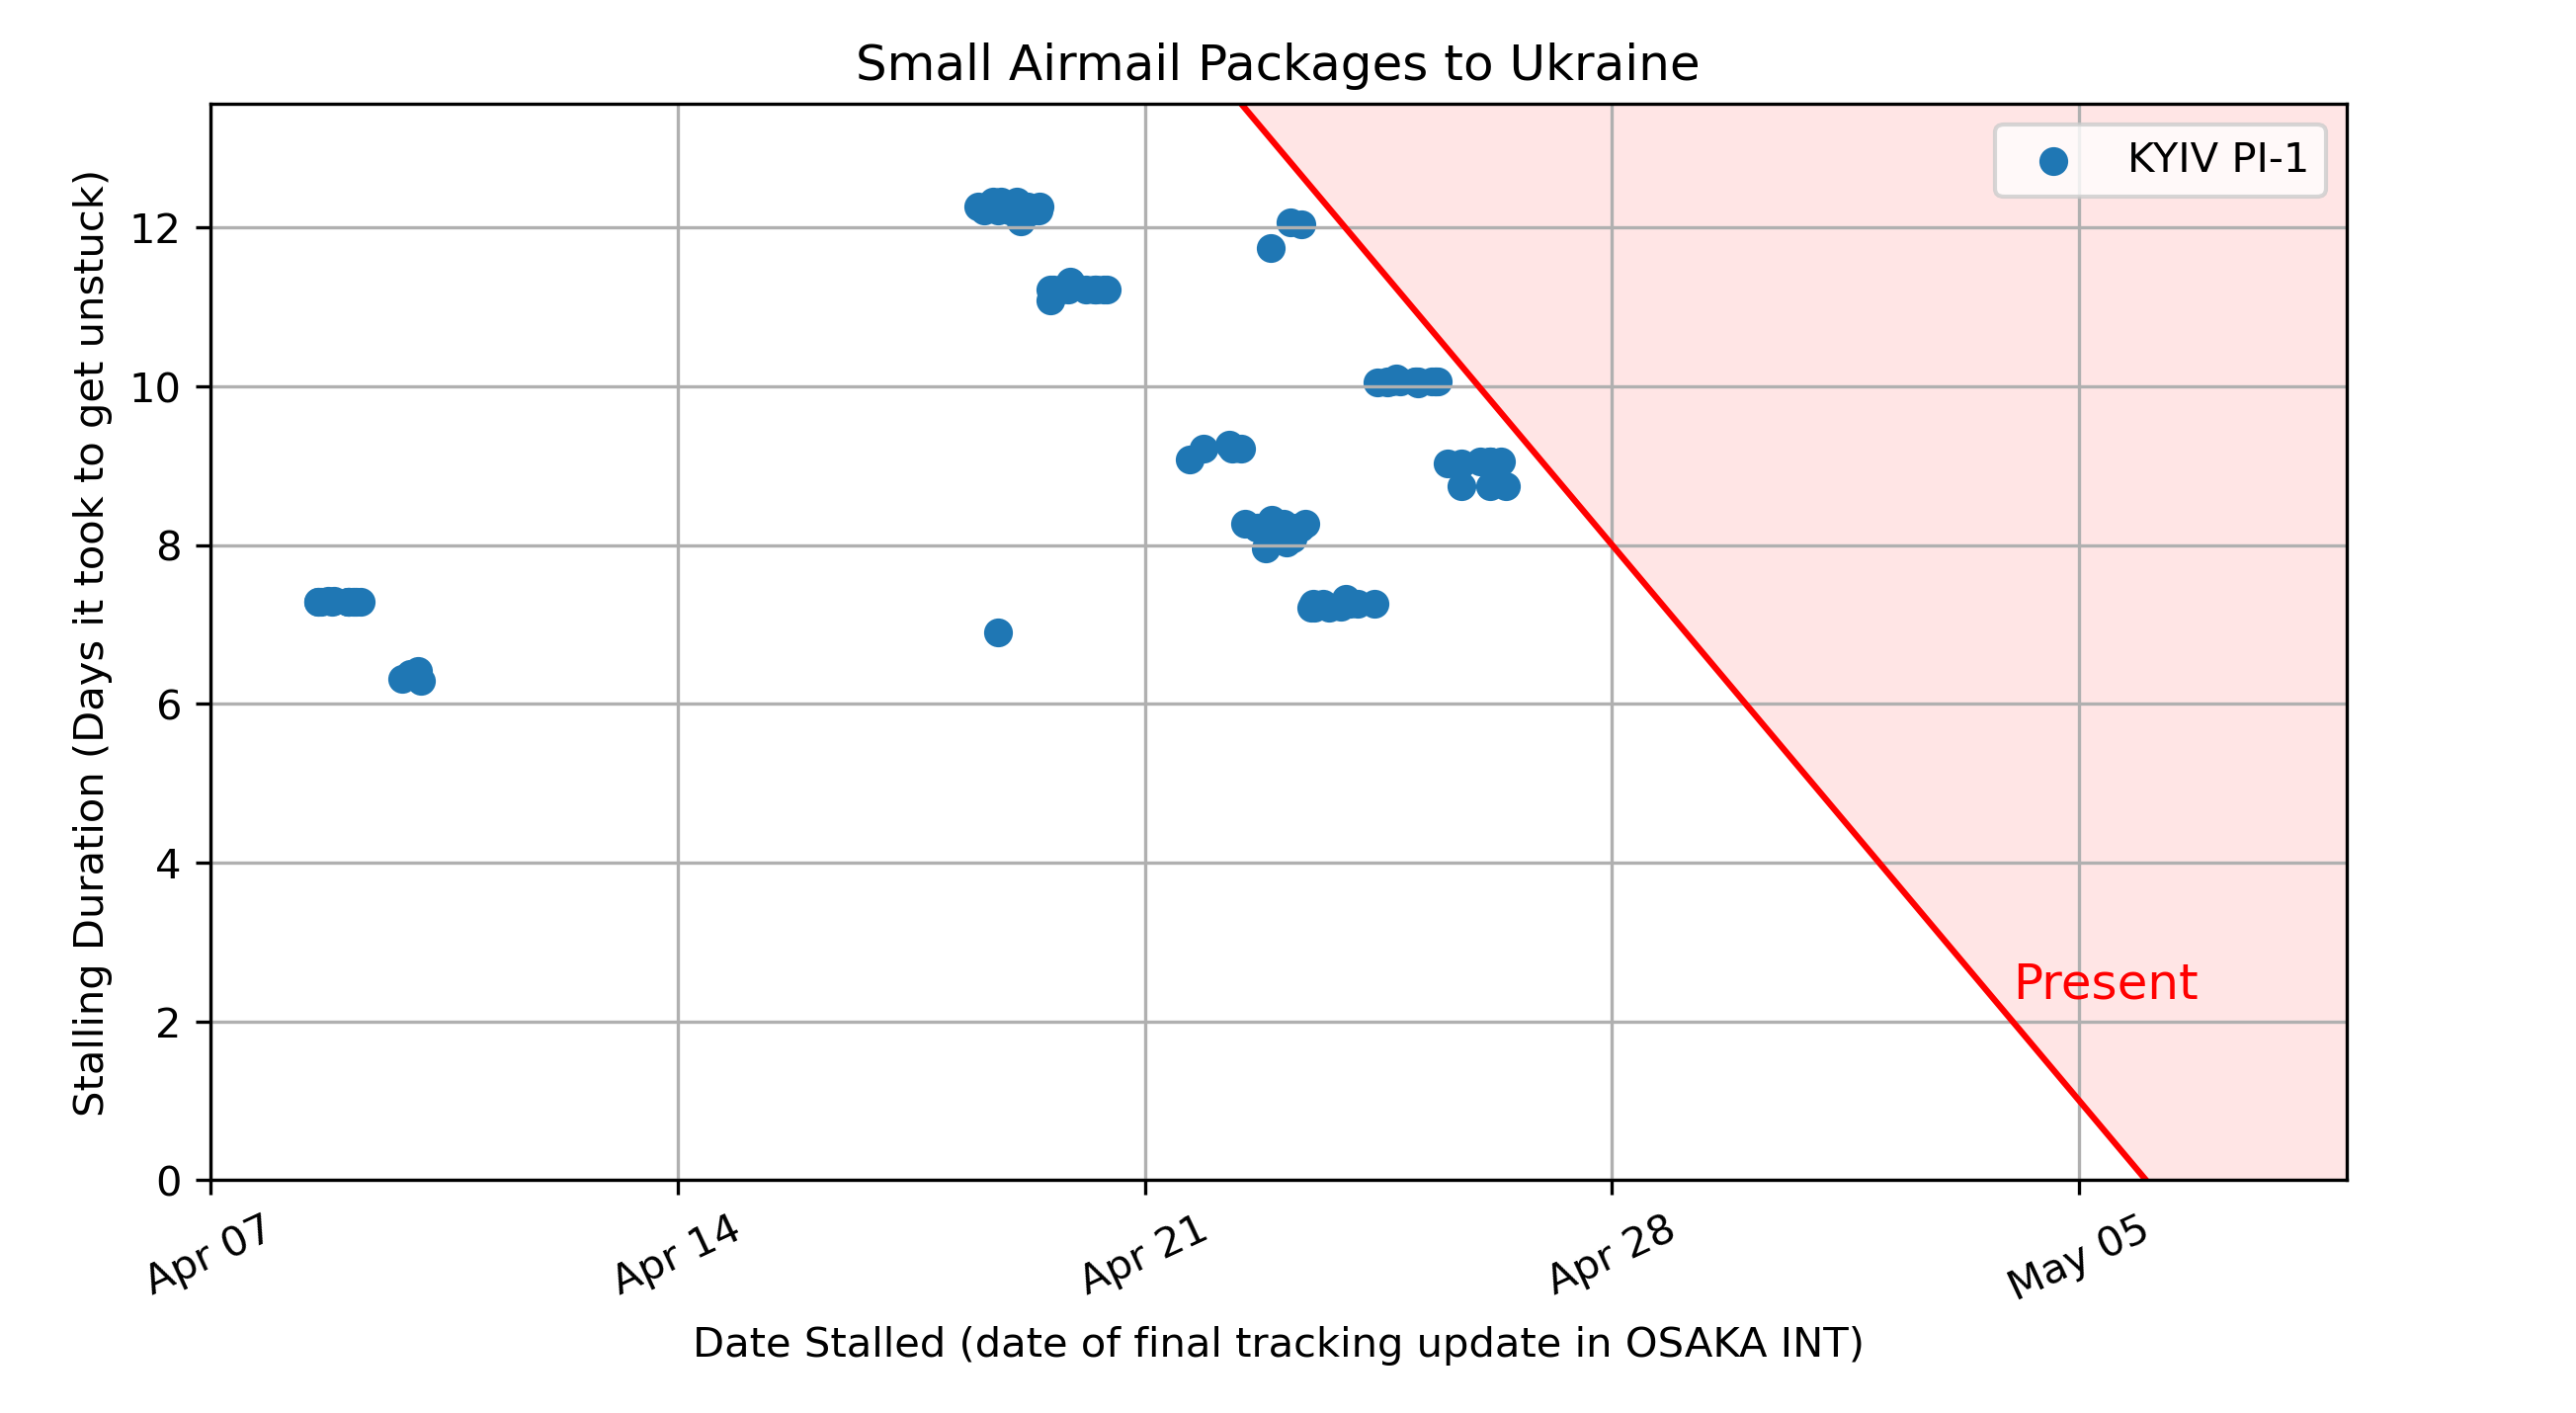 Small Airmail Packages to Ukraine
KYIV PI-1
Stalling Duration (Days it took to get unstuck)
12
10
8
6
4
2
0
Present
Apr 07
Apr 14
Apr 21
Apr 28
May 05
Date Stalled (date of final tracking update in OSAKA INT)